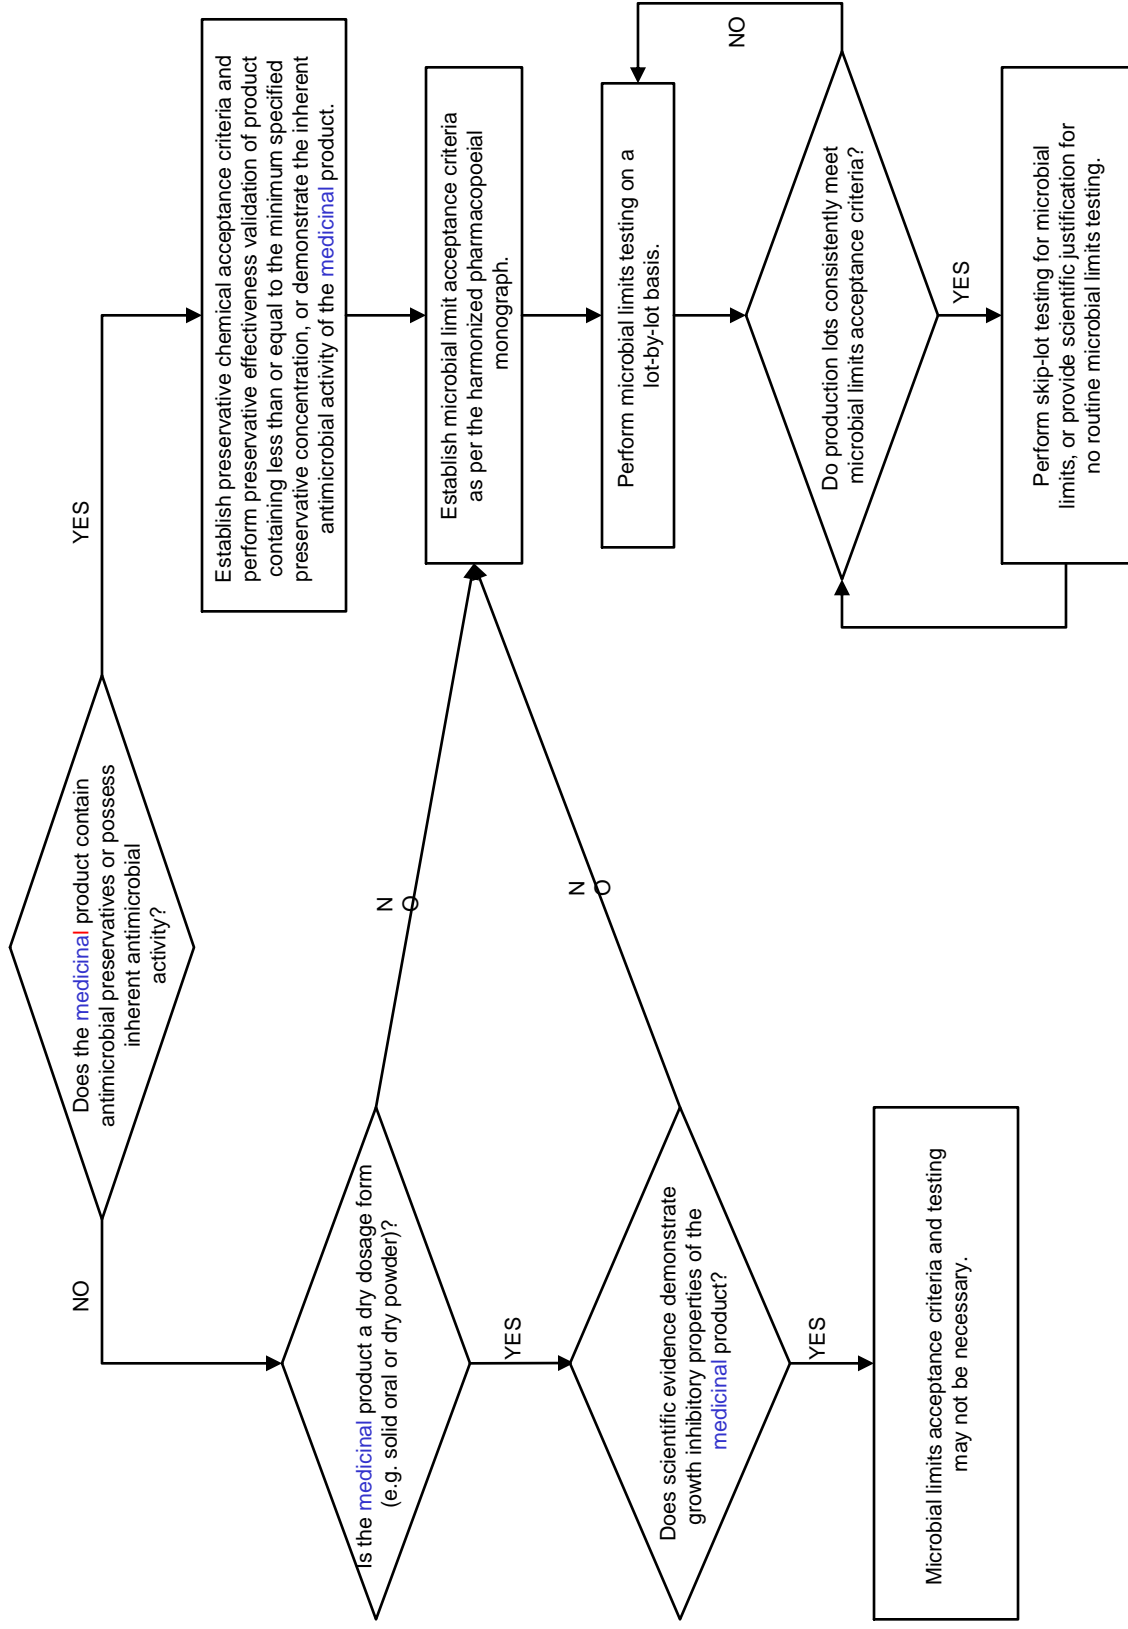 Does the medicinal product contain
antimicrobial preservatives or possess
inherent antimicrobial
activity?
NO
YES
Establish preservative chemical acceptance criteria and
perform preservative effectiveness validation of product
containing less than or equal to the minimum specified
preservative concentration, or demonstrate the inherent
antimicrobial activity of the medicinal product.
Is the medicinal product a dry dosage form
(e.g. solid oral or dry powder)?
N
O
Establish microbial limit acceptance criteria
as per the harmonized pharmacopoeial
monograph.
YES
Perform microbial limits testing on a
lot-by-lot basis.
NO
Does scientific evidence demonstrate
growth inhibitory properties of the
medicinal product?
N
O
Do production lots consistently meet
microbial limits acceptance criteria?
YES
YES
Microbial limits acceptance criteria and testing
may not be necessary.
Perform skip-lot testing for microbial
limits, or provide scientific justification for
no routine microbial limits testing.